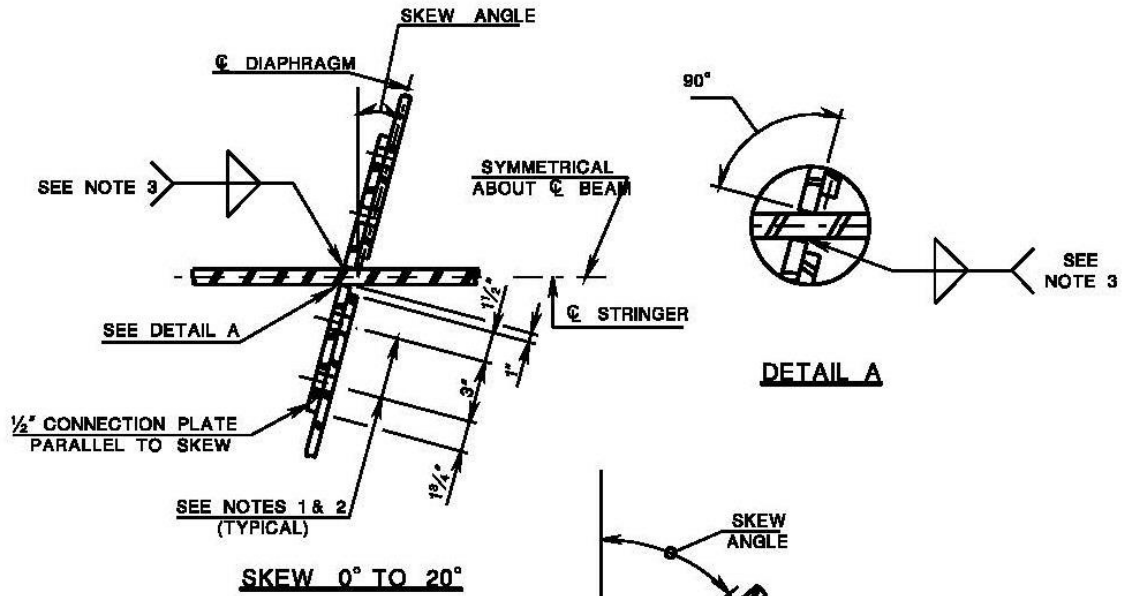 SKEW ANGLE
℄ DIAPHRAGM
90°
SYMMETRICAL
ABOUT ℄ BEAM
SEE NOTE 3
SEE
NOTE 3
1½"
℄ STRINGER
SEE DETAIL A
1"
DETAIL A
3"
½" CONNECTION PLATE
PARALLEL TO SKEW
1¾"
SEE NOTES 1 & 2
(TYPICAL)
SKEW
ANGLE
SKEW 0° TO 20°